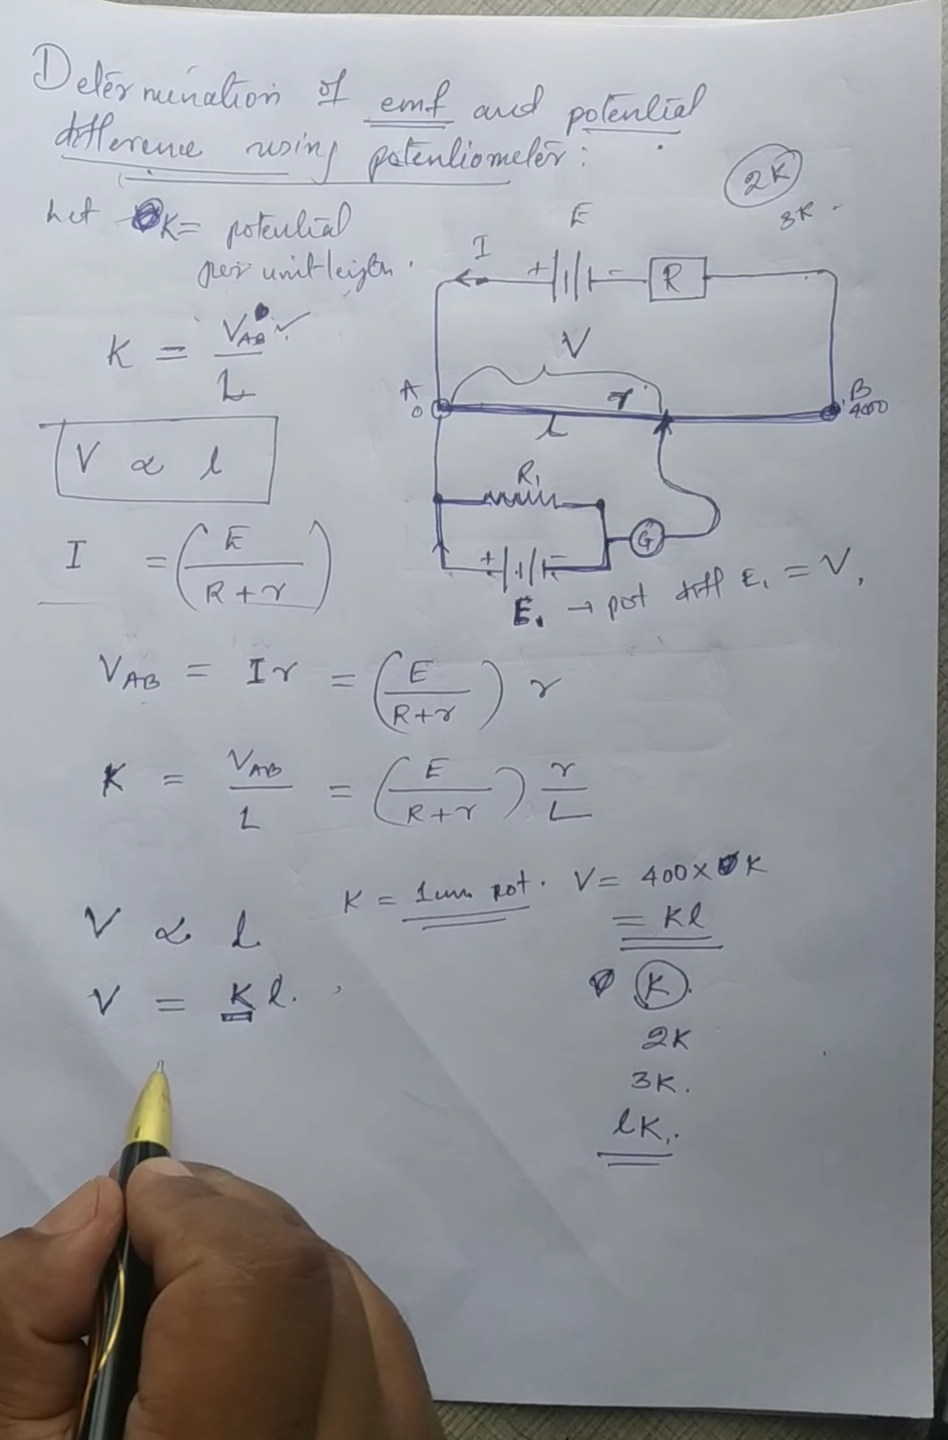 Determination of emf and potential
difference using potentiometer:
2K
3K.
Let K = potential
per unit length.
K = VAB / L
V ∝ l
I = (E / R+r)
I
E
+ -
R
V
A
0
r
l
B
400
R1
G
+ -
E1 → pot diff E1 = V,
VAB = Ir = (E / R+r) r
K = VAB / L = (E / R+r) r / L
K = 1cm pot. V = 400 × K
= Kl
V ∝ l
V = Kl.
K.
2K
3K.
lK.